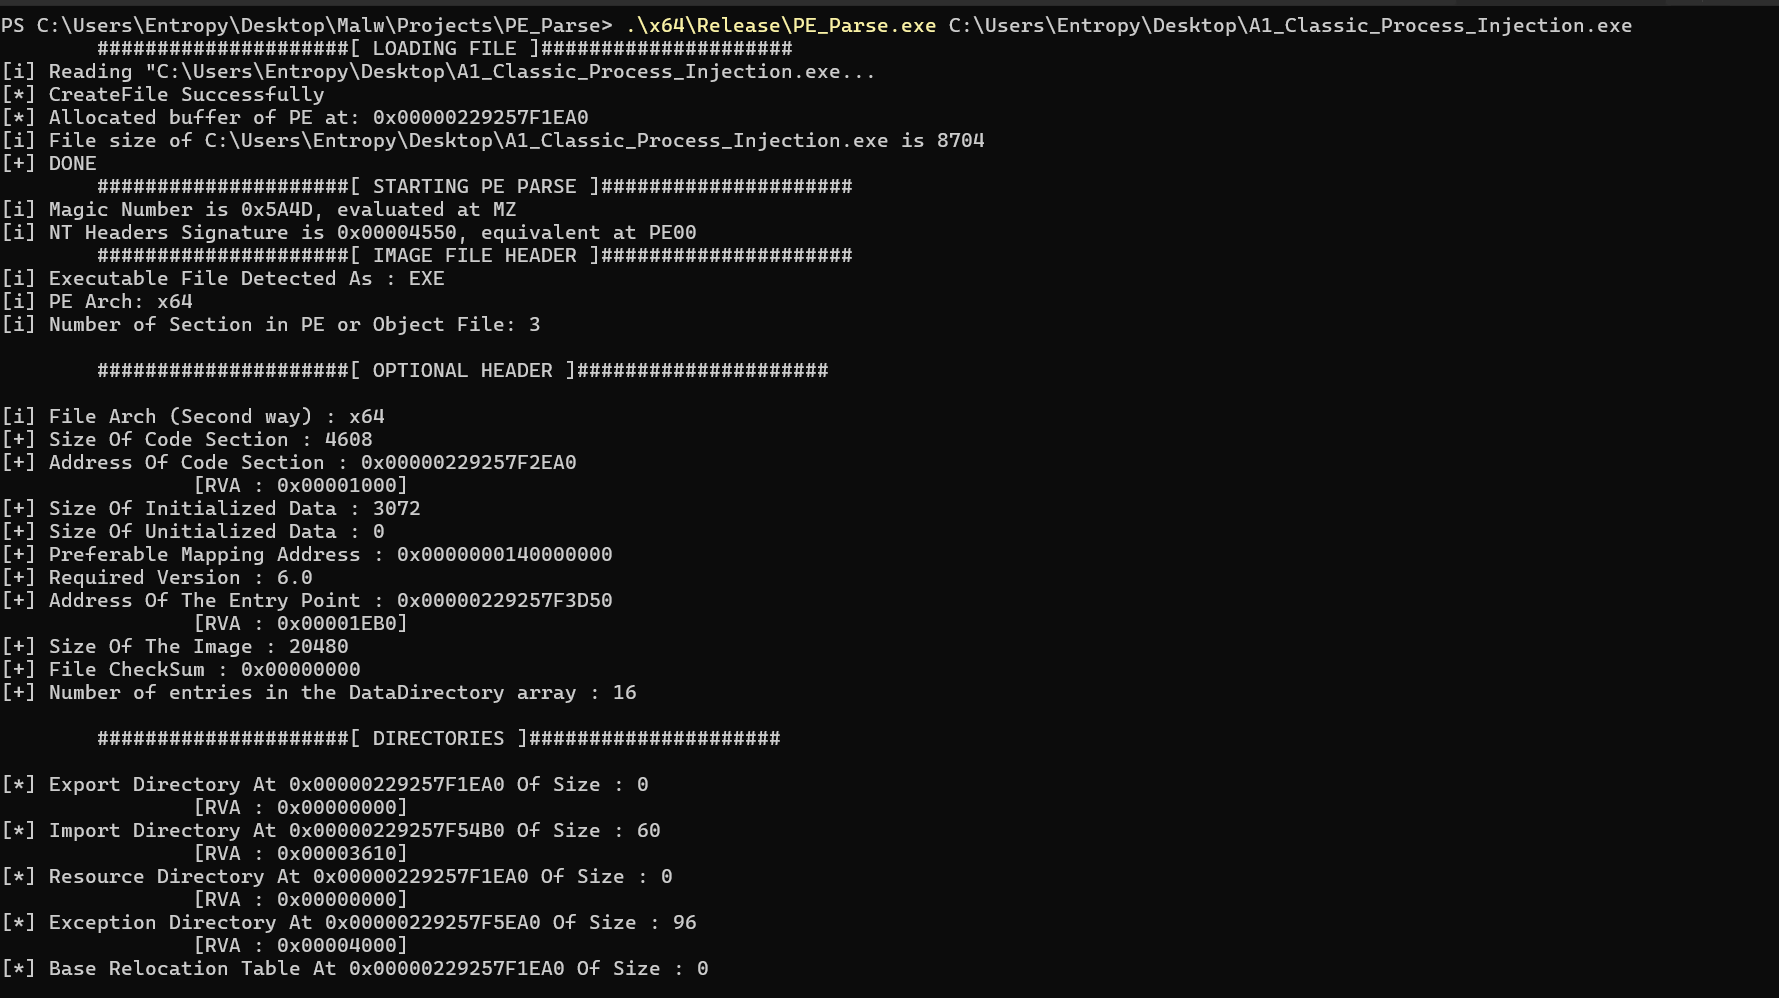 PS C:\Users\Entropy\Desktop\Malw\Projects\PE_Parse> .\x64\Release\PE_Parse.exe C:\Users\Entropy\Desktop\A1_Classic_Process_Injection.exe
#####################[ LOADING FILE ]#####################
[i] Reading "C:\Users\Entropy\Desktop\A1_Classic_Process_Injection.exe...
[*] CreateFile Successfully
[*] Allocated buffer of PE at: 0x00000229257F1EA0
[i] File size of C:\Users\Entropy\Desktop\A1_Classic_Process_Injection.exe is 8704
[+] DONE
#####################[ STARTING PE PARSE ]#####################
[i] Magic Number is 0x5A4D, evaluated at MZ
[i] NT Headers Signature is 0x00004550, equivalent at PE00
#####################[ IMAGE FILE HEADER ]#####################
[i] Executable File Detected As : EXE
[i] PE Arch: x64
[i] Number of Section in PE or Object File: 3
#####################[ OPTIONAL HEADER ]#####################
[i] File Arch (Second way) : x64
[+] Size Of Code Section : 4608
[+] Address Of Code Section : 0x00000229257F2EA0
[RVA : 0x00001000]
[+] Size Of Initialized Data : 3072
[+] Size Of Unitialized Data : 0
[+] Preferable Mapping Address : 0x0000000140000000
[+] Required Version : 6.0
[+] Address Of The Entry Point : 0x00000229257F3D50
[RVA : 0x00001EB0]
[+] Size Of The Image : 20480
[+] File CheckSum : 0x00000000
[+] Number of entries in the DataDirectory array : 16
#####################[ DIRECTORIES ]#####################
[*] Export Directory At 0x00000229257F1EA0 Of Size : 0
[RVA : 0x00000000]
[*] Import Directory At 0x00000229257F54B0 Of Size : 60
[RVA : 0x00003610]
[*] Resource Directory At 0x00000229257F1EA0 Of Size : 0
[RVA : 0x00000000]
[*] Exception Directory At 0x00000229257F5EA0 Of Size : 96
[RVA : 0x00004000]
[*] Base Relocation Table At 0x00000229257F1EA0 Of Size : 0